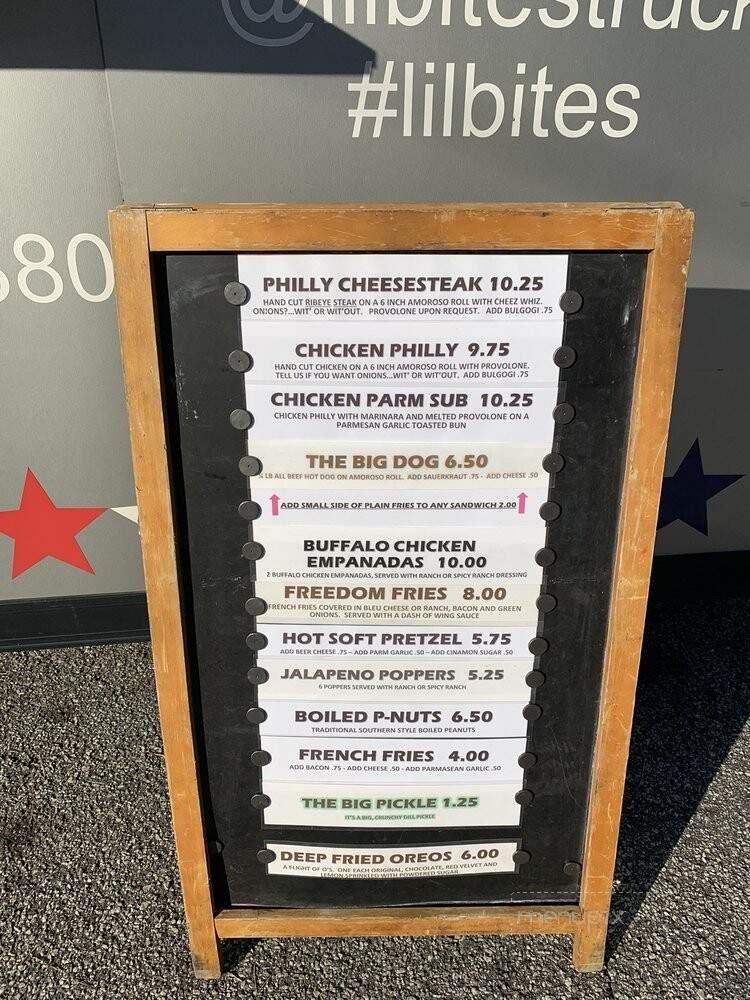 @lilbitestruck
#lilbites
80
PHILLY CHEESESTEAK 10.25
HAND CUT RIBEYE STEAK ON A 6 INCH AMOROSO ROLL WITH CHEEZ WHIZ.
ONIONS?...WIT' OR WIT'OUT. PROVOLONE UPON REQUEST. ADD BULGOGI .75
CHICKEN PHILLY 9.75
HAND CUT CHICKEN ON A 6 INCH AMOROSO ROLL WITH PROVOLONE.
TELL US IF YOU WANT ONIONS...WIT' OR WIT'OUT. ADD BULGOGI .75
CHICKEN PARM SUB 10.25
CHICKEN PHILLY WITH MARINARA AND MELTED PROVOLONE ON A
PARMESAN GARLIC TOASTED BUN
THE BIG DOG 6.50
LB ALL BEEF HOT DOG ON AMOROSO ROLL. ADD SAUERKRAUT .75 - ADD CHEESE .50
ADD SMALL SIDE OF PLAIN FRIES TO ANY SANDWICH 2.00
BUFFALO CHICKEN
EMPANADAS 10.00
2 BUFFALO CHICKEN EMPANADAS, SERVED WITH RANCH OR SPICY RANCH DRESSING
FREEDOM FRIES 8.00
FRENCH FRIES COVERED IN BLEU CHEESE OR RANCH, BACON AND GREEN
ONIONS. SERVED WITH A DASH OF WING SAUCE
HOT SOFT PRETZEL 5.75
ADD BEER CHEESE .75 – ADD PARM GARLIC .50 – ADD CINAMON SUGAR .50
JALAPENO POPPERS 5.25
6 POPPERS SERVED WITH RANCH OR SPICY RANCH
BOILED P-NUTS 6.50
TRADITIONAL SOUTHERN STYLE BOILED PEANUTS
FRENCH FRIES 4.00
ADD BACON .75 - ADD CHEESE .50 - ADD PARMASEAN GARLIC .50
THE BIG PICKLE 1.25
IT'S A BIG, CRUNCHY DILL PICKLE
DEEP FRIED OREOS 6.00
A FLIGHT OF O'S. ONE EACH ORIGINAL, CHOCOLATE, RED VELVET AND
LEMON SPRINKLED WITH POWDERED SUGAR
menupix